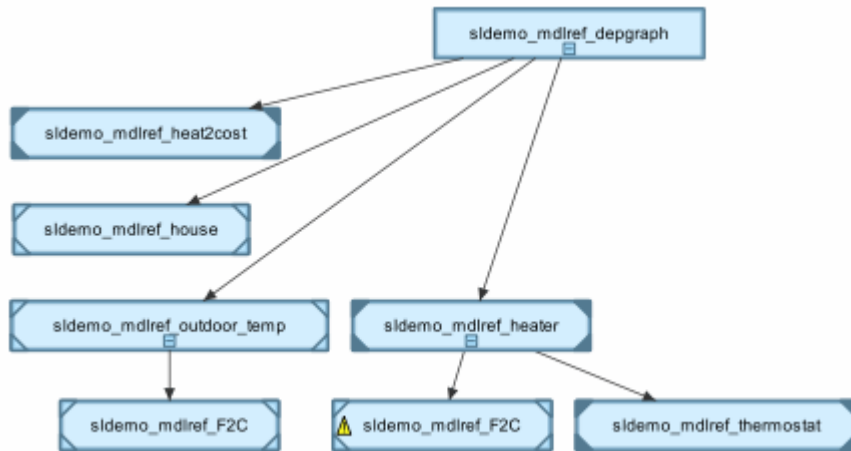 sldemo_mdlref_depgraph
sldemo_mdlref_heat2cost
sldemo_mdlref_house
sldemo_mdlref_outdoor_temp
sldemo_mdlref_heater
sldemo_mdlref_F2C
sldemo_mdlref_F2C
sldemo_mdlref_thermostat